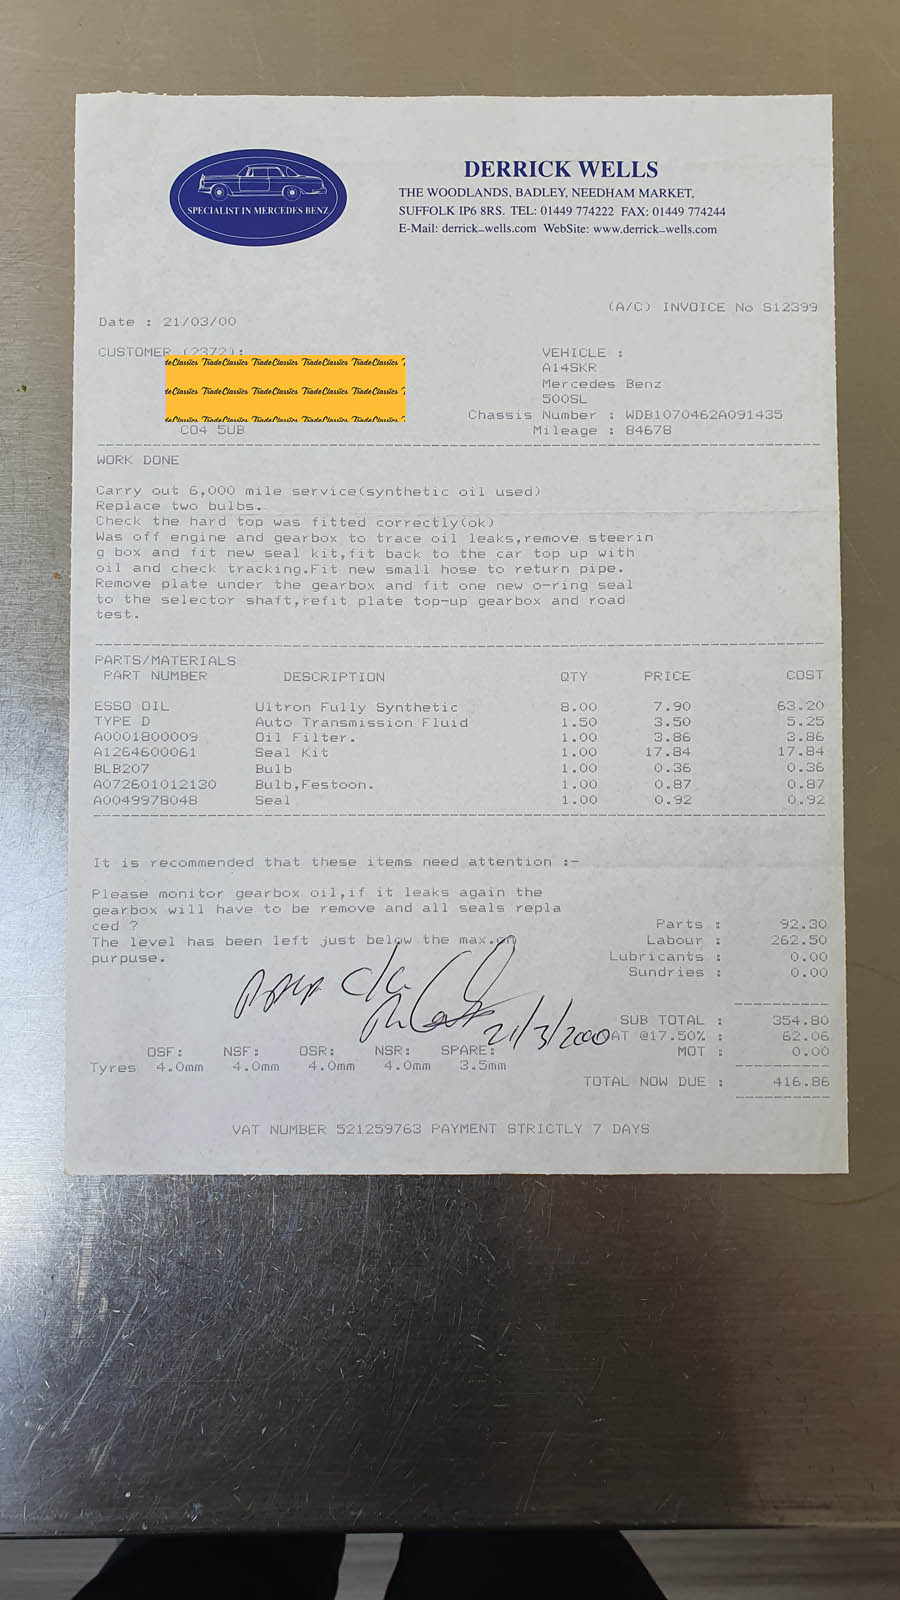 SPECIALIST IN MERCEDES BENZ
DERRICK WELLS
THE WOODLANDS, BADLEY, NEEDHAM MARKET,
SUFFOLK IP6 8RS. TEL: 01449 774222 FAX: 01449 774244
E-Mail: derrick_wells.com WebSite: www.derrick_wells.com
(A/C) INVOICE No S12399
Date : 21/03/00
CUSTOMER (2372):
VEHICLE :
A14SKR
Mercedes Benz
500SL
Chassis Number : WDB1070462A091435
Mileage : 84678
TradeClassics TradeClassics TradeClassics TradeClassics
TradeClassics TradeClassics TradeClassics TradeClassics
TradeClassics TradeClassics TradeClassics TradeClassics
CO4 5UB
WORK DONE
Carry out 6,000 mile service(synthetic oil used)
Replace two bulbs.
Check the hard top was fitted correctly(ok)
Was off engine and gearbox to trace oil leaks,remove steerin
g box and fit new seal kit,fit back to the car top up with
oil and check tracking.Fit new small hose to return pipe.
Remove plate under the gearbox and fit one new o-ring seal
to the selector shaft,refit plate top-up gearbox and road
test.
PARTS/MATERIALS
PART NUMBER DESCRIPTION QTY PRICE COST
ESSO OIL Ultron Fully Synthetic 8.00 7.90 63.20
TYPE D Auto Transmission Fluid 1.50 3.50 5.25
A0001800009 Oil Filter. 1.00 3.86 3.86
A1264600061 Seal Kit 1.00 17.84 17.84
BLB207 Bulb 1.00 0.36 0.36
A072601012130 Bulb,Festoon. 1.00 0.87 0.87
A0049978048 Seal 1.00 0.92 0.92
It is recommended that these items need attention :-
Please monitor gearbox oil,if it leaks again the
gearbox will have to be remove and all seals repla
ced ?
The level has been left just below the max.on
purpuse.
Parts : 92.30
Labour : 262.50
Lubricants : 0.00
Sundries : 0.00
21/3/2000
SUB TOTAL : 354.80
AT @17.50% : 62.06
MOT : 0.00
OSF: NSF: OSR: NSR: SPARE:
Tyres 4.0mm 4.0mm 4.0mm 4.0mm 3.5mm
TOTAL NOW DUE : 416.86
VAT NUMBER 521259763 PAYMENT STRICTLY 7 DAYS